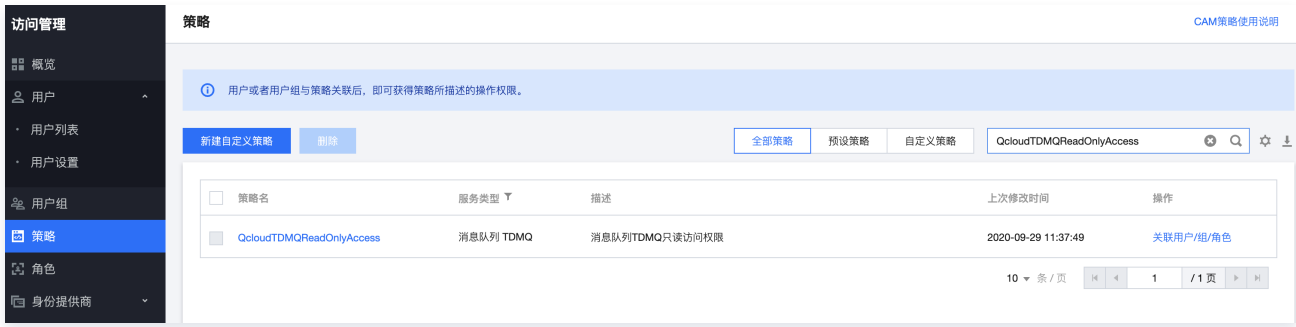 访问管理
概览
用户
用户列表
用户设置
用户组
策略
角色
身份提供商
策略
CAM策略使用说明
用户或者用户组与策略关联后，即可获得策略所描述的操作权限。
新建自定义策略 删除 全部策略 预设策略 自定义策略 QcloudTDMQReadOnlyAccess
策略名 服务类型 描述 上次修改时间 操作
QcloudTDMQReadOnlyAccess 消息队列 TDMQ 消息队列TDMQ只读访问权限 2020-09-29 11:37:49 关联用户/组/角色
10 条 / 页 1 / 1 页